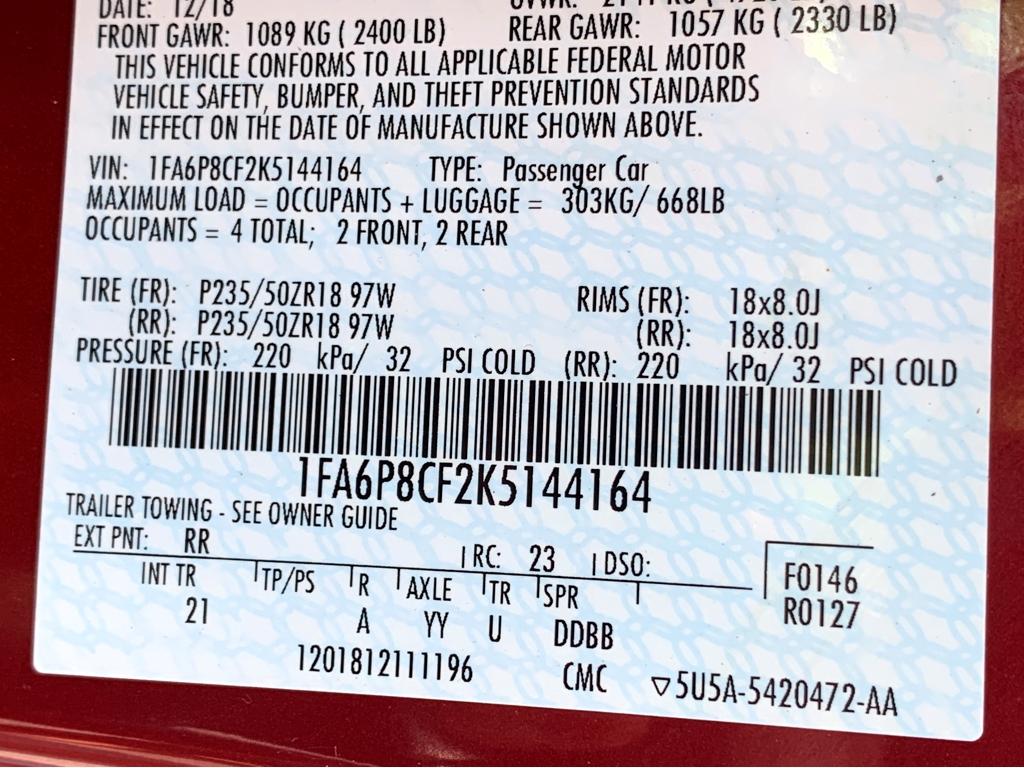 DATE: 12/18
FRONT GAWR: 1089 KG ( 2400 LB) REAR GAWR: 1057 KG ( 2330 LB)
THIS VEHICLE CONFORMS TO ALL APPLICABLE FEDERAL MOTOR
VEHICLE SAFETY, BUMPER, AND THEFT PREVENTION STANDARDS
IN EFFECT ON THE DATE OF MANUFACTURE SHOWN ABOVE.
VIN: 1FA6P8CF2K5144164 TYPE: Passenger Car
MAXIMUM LOAD = OCCUPANTS + LUGGAGE = 303KG/ 668LB
OCCUPANTS = 4 TOTAL; 2 FRONT, 2 REAR
TIRE (FR): P235/50ZR18 97W RIMS (FR): 18x8.0J
(RR): P235/50ZR18 97W (RR): 18x8.0J
PRESSURE (FR): 220 kPa/ 32 PSI COLD (RR): 220 kPa/ 32 PSI COLD
1FA6P8CF2K5144164
TRAILER TOWING - SEE OWNER GUIDE
EXT PNT: RR RC: 23 DSO:
F0146
INT TR TP/PS R AXLE TR SPR
R0127
21 A YY U DDBB
1201812111196 CMC ▽5U5A-5420472-AA